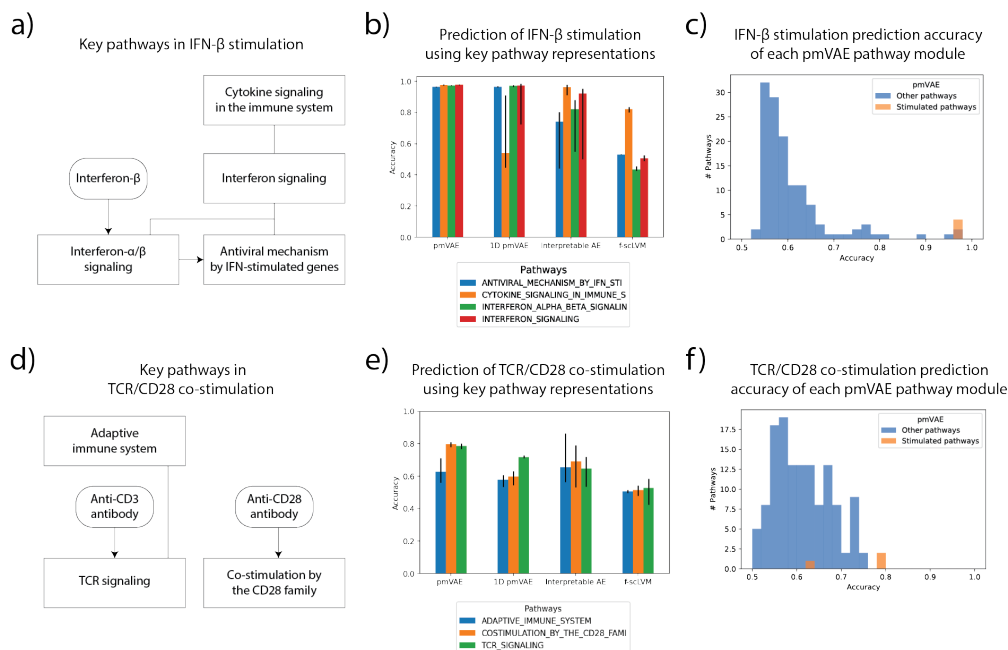 a)
Key pathways in IFN-β stimulation
Cytokine signaling
in the immune system
Interferon-β
Interferon signaling
Interferon-α/β
signaling
Antiviral mechanism
by IFN-stimulated genes
b)
Prediction of IFN-β stimulation
using key pathway representations
1.0
0.8
0.6
0.4
0.2
0.0
Accuracy
pmVAE
1D pmVAE
Interpretable AE
f-scLVM
Pathways
ANTIVIRAL_MECHANISM_BY_IFN_STI
CYTOKINE_SIGNALING_IN_IMMUNE_S
INTERFERON_ALPHA_BETA_SIGNALIN
INTERFERON_SIGNALING
c)
IFN-β stimulation prediction accuracy
of each pmVAE pathway module
pmVAE
Other pathways
Stimulated pathways
30
25
20
15
10
5
0
# Pathways
0.5 0.6 0.7 0.8 0.9 1.0
Accuracy
d)
Key pathways in
TCR/CD28 co-stimulation
Adaptive
immune system
Anti-CD3
antibody
Anti-CD28
antibody
TCR signaling
Co-stimulation by
the CD28 family
e)
Prediction of TCR/CD28 co-stimulation
using key pathway representations
1.0
0.8
0.6
0.4
0.2
0.0
Accuracy
pmVAE
1D pmVAE
Interpretable AE
f-scLVM
Pathways
ADAPTIVE_IMMUNE_SYSTEM
COSTIMULATION_BY_THE_CD28_FAMI
TCR_SIGNALING
f)
TCR/CD28 co-stimulation prediction
accuracy of each pmVAE pathway module
pmVAE
Other pathways
Stimulated pathways
17.5
15.0
12.5
10.0
7.5
5.0
2.5
0.0
# Pathways
0.5 0.6 0.7 0.8 0.9 1.0
Accuracy